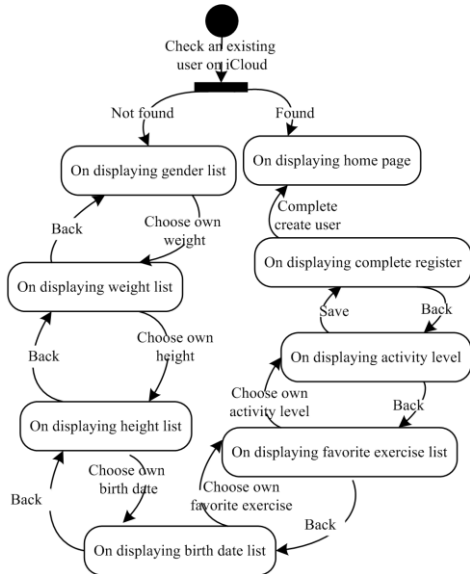 Check an existing
user on iCloud
Not found
Found
On displaying gender list
On displaying home page
Back
Choose own
weight
Complete
create user
On displaying weight list
On displaying complete register
Save
Back
Back
Choose own
height
On displaying activity level
Choose own
activity level
Back
On displaying height list
On displaying favorite exercise list
Back
Choose own
birth date
Choose own
favorite exercise
Back
On displaying birth date list